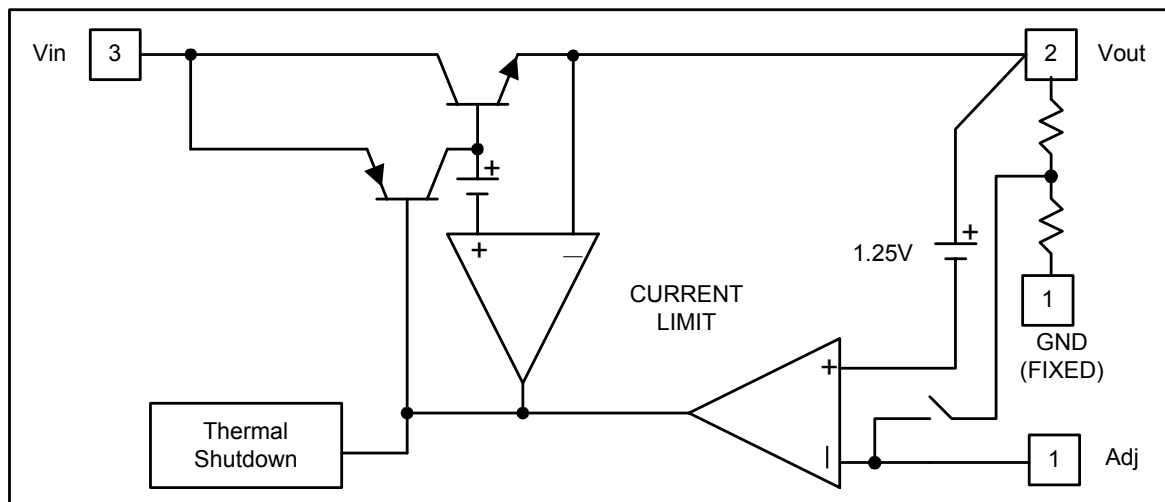 Vin
3
2
Vout
+
+
−
1.25V
+
CURRENT
LIMIT
1
GND
(FIXED)
+
−
Thermal
Shutdown
1
Adj